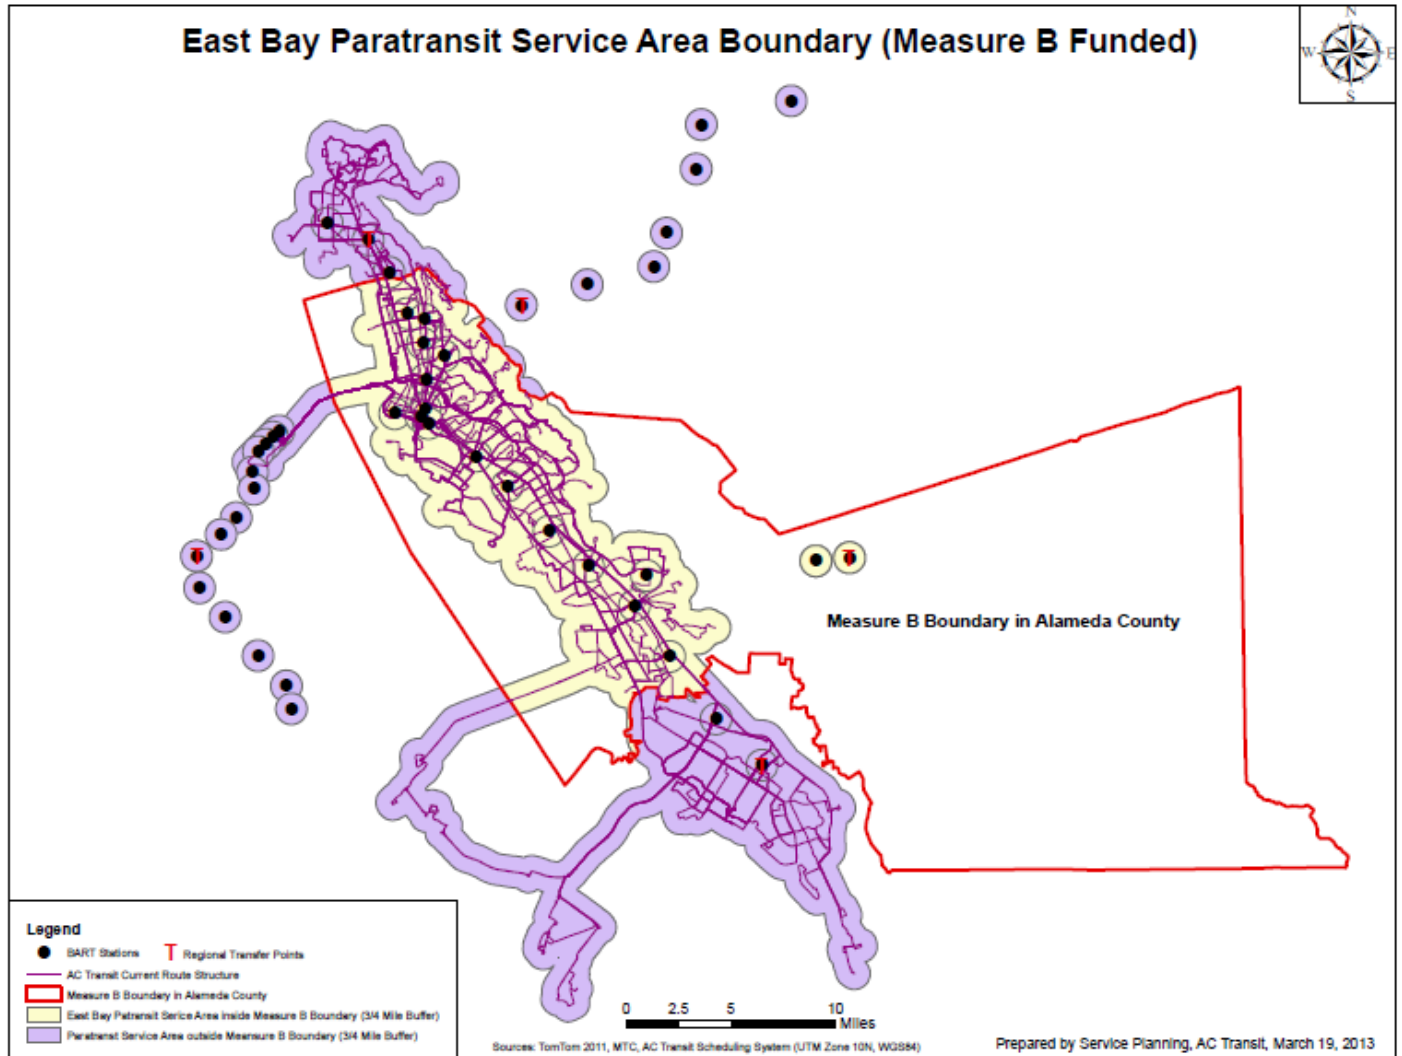 East Bay Paratransit Service Area Boundary (Measure B Funded)
N
W E
S
T
T
T
T
T
Measure B Boundary in Alameda County
Legend
BART Stations T Regional Transfer Points
AC Transit Current Route Structure
Measure B Boundary in Alameda County
East Bay Patransit Serice Area inside Measure B Boundary (3/4 Mile Buffer)
Paratransit Service Area outside Meansure B Boundary (3/4 Mile Buffer)
0 2.5 5 10
Miles
Sources: TomTom 2011, MTC, AC Transit Scheduling System (UTM Zone 10N, WGS84)
Prepared by Service Planning, AC Transit, March 19, 2013